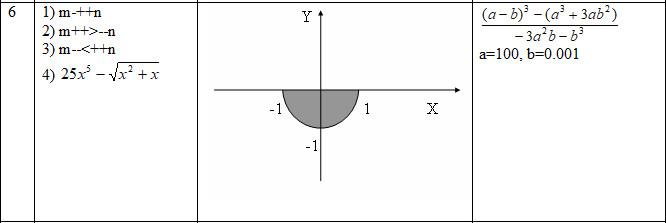 6
1) m-++n
2) m++>--n
3) m--<++n
4) 25x⁵ − √(x² + x)
Y
-1
1
X
-1
(a − b)³ − (a³ + 3ab²)
− 3a²b − b³
a=100, b=0.001